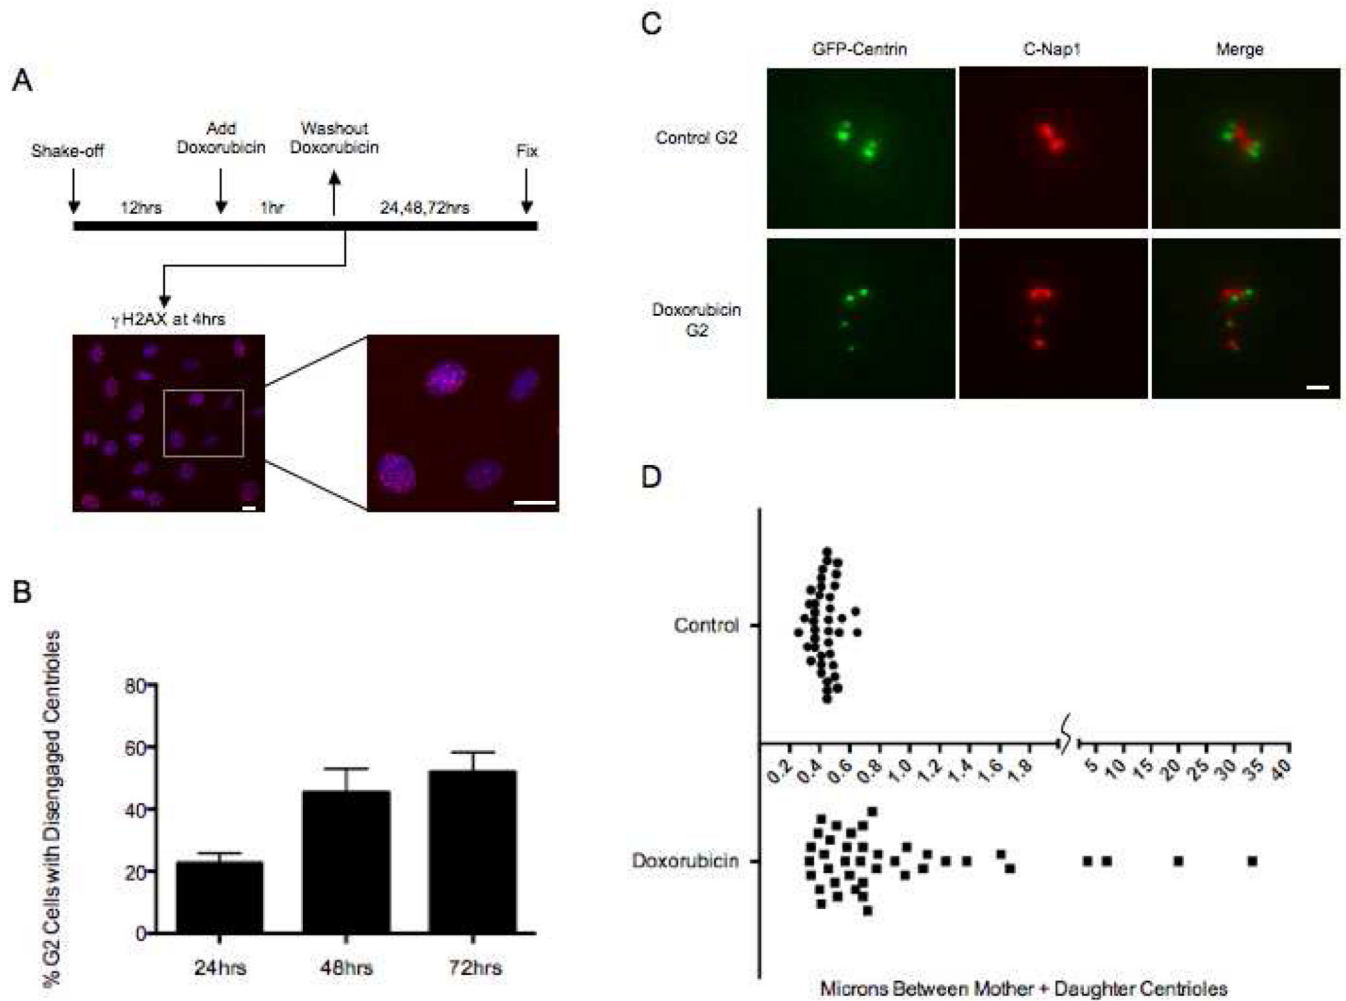 A
Shake-off
Add
Doxorubicin
Washout
Doxorubicin
Fix
12hrs
1hr
24,48,72hrs
γH2AX at 4hrs
B
% G2 Cells with Disengaged Centrioles
80
60
40
20
0
24hrs
48hrs
72hrs
C
GFP-Centrin
C-Nap1
Merge
Control G2
Doxorubicin
G2
D
Control
0.2 0.4 0.6 0.8 1.0 1.2 1.4 1.6 1.8 5 10 15 20 25 30 35 40
Doxorubicin
Microns Between Mother + Daughter Centrioles